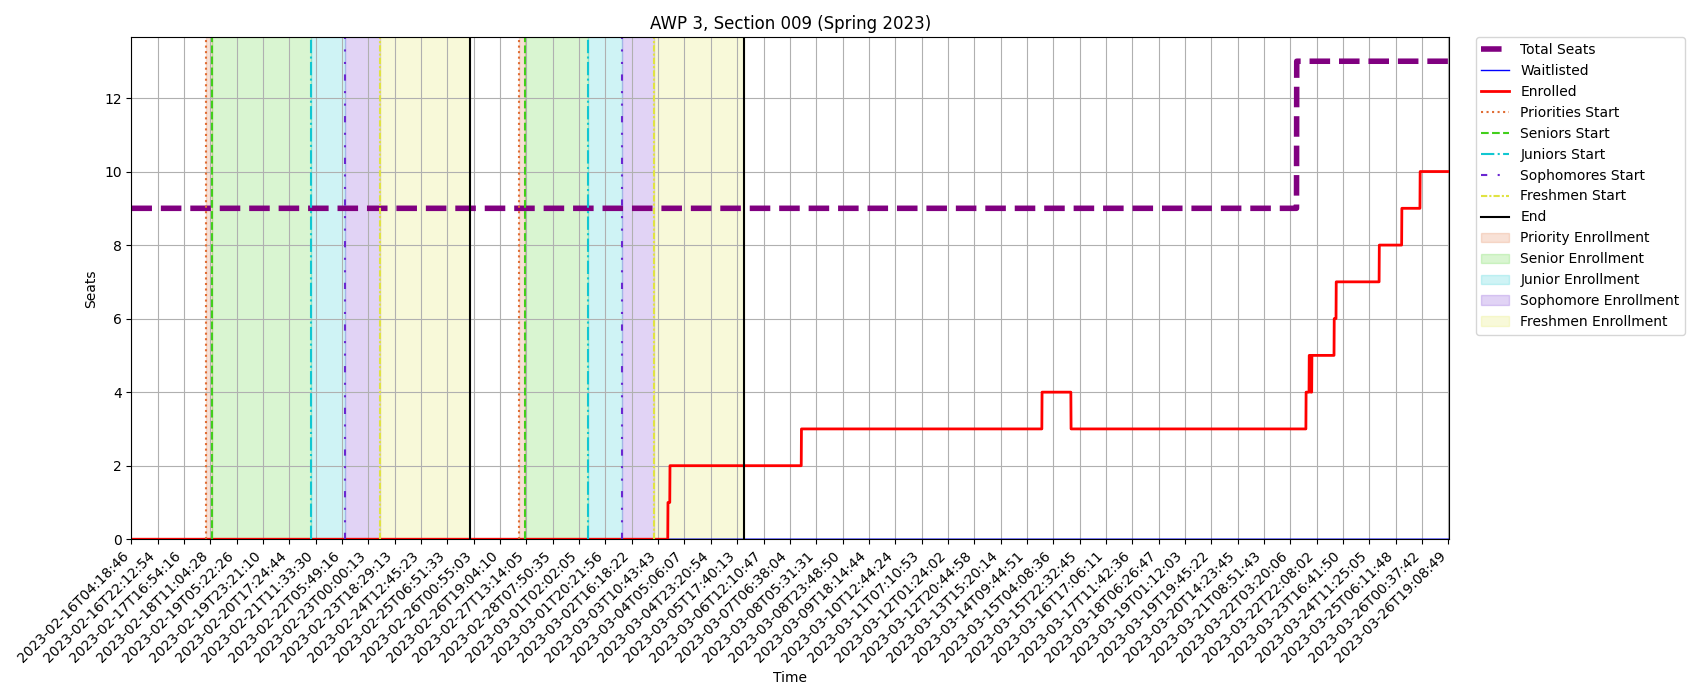 AWP 3, Section 009 (Spring 2023)
Seats
12
10
8
6
4
2
0
2023-02-16T04:18:46
2023-02-16T22:12:54
2023-02-17T16:54:16
2023-02-18T11:04:28
2023-02-19T05:22:26
2023-02-19T23:21:10
2023-02-20T17:24:44
2023-02-21T11:33:30
2023-02-22T05:49:16
2023-02-23T00:00:13
2023-02-23T18:29:13
2023-02-24T12:45:23
2023-02-25T06:51:33
2023-02-26T00:55:03
2023-02-26T19:04:10
2023-02-27T13:14:05
2023-02-28T07:50:35
2023-03-01T02:02:05
2023-03-01T20:21:56
2023-03-02T16:18:22
2023-03-03T10:43:43
2023-03-04T05:06:07
2023-03-04T23:20:54
2023-03-05T17:40:13
2023-03-06T12:10:47
2023-03-07T06:38:04
2023-03-08T05:31:31
2023-03-08T23:48:50
2023-03-09T18:14:44
2023-03-10T12:44:24
2023-03-11T07:10:53
2023-03-12T01:24:02
2023-03-12T20:44:58
2023-03-13T15:20:14
2023-03-14T09:44:51
2023-03-15T04:08:36
2023-03-15T22:32:45
2023-03-16T17:06:11
2023-03-17T11:42:36
2023-03-18T06:26:47
2023-03-19T01:12:03
2023-03-19T19:45:22
2023-03-20T14:23:45
2023-03-21T08:51:43
2023-03-22T03:20:06
2023-03-22T22:08:02
2023-03-23T16:41:50
2023-03-24T11:25:05
2023-03-25T06:11:48
2023-03-26T00:37:42
2023-03-26T19:08:49
Time
Total Seats
Waitlisted
Enrolled
Priorities Start
Seniors Start
Juniors Start
Sophomores Start
Freshmen Start
End
Priority Enrollment
Senior Enrollment
Junior Enrollment
Sophomore Enrollment
Freshmen Enrollment